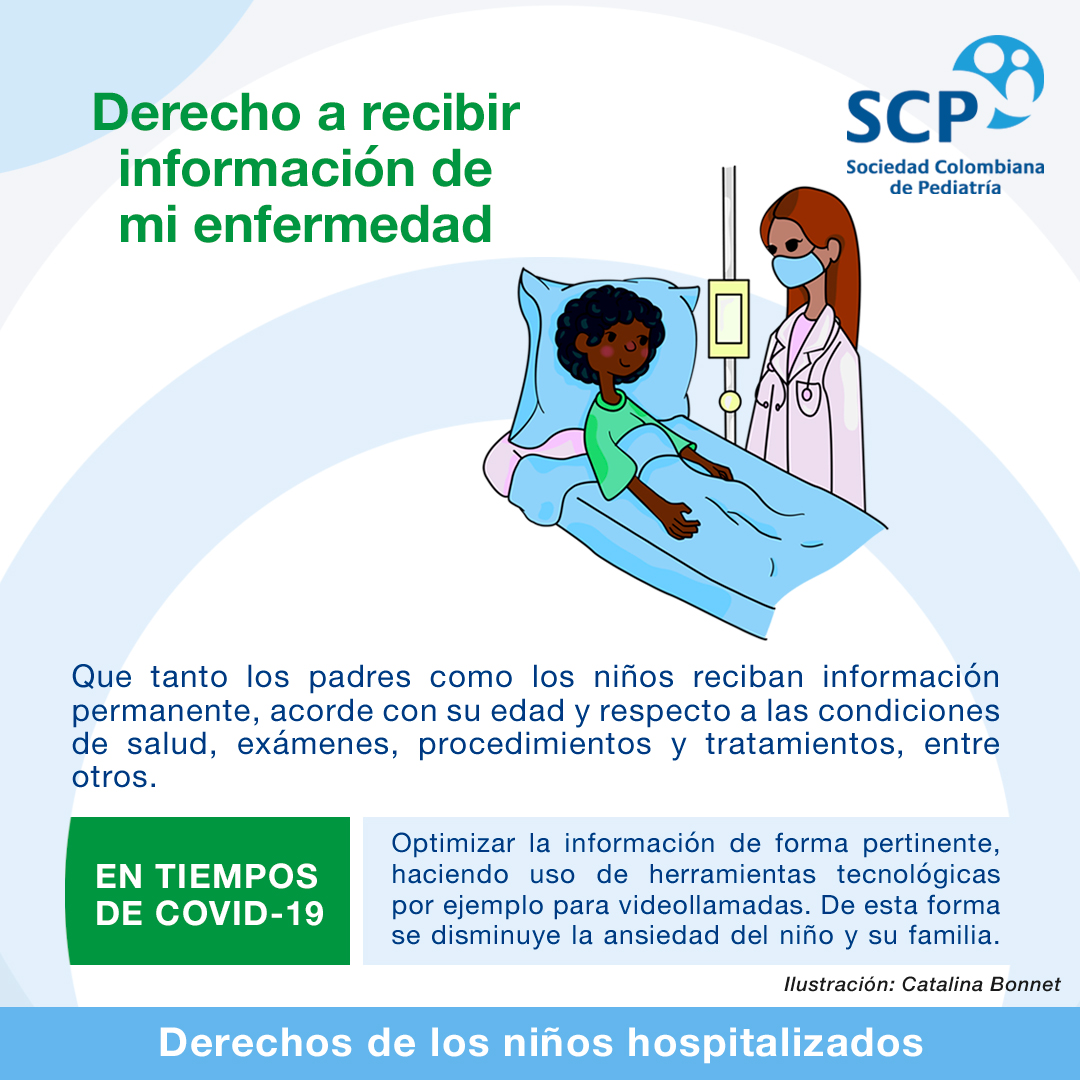 Derecho a recibir
información de
mi enfermedad
SCP
Sociedad Colombiana
de Pediatría
Que tanto los padres como los niños reciban información
permanente, acorde con su edad y respecto a las condiciones
de salud, exámenes, procedimientos y tratamientos, entre
otros.
EN TIEMPOS
DE COVID-19
Optimizar la información de forma pertinente,
haciendo uso de herramientas tecnológicas
por ejemplo para videollamadas. De esta forma
se disminuye la ansiedad del niño y su familia.
Ilustración: Catalina Bonnet
Derechos de los niños hospitalizados